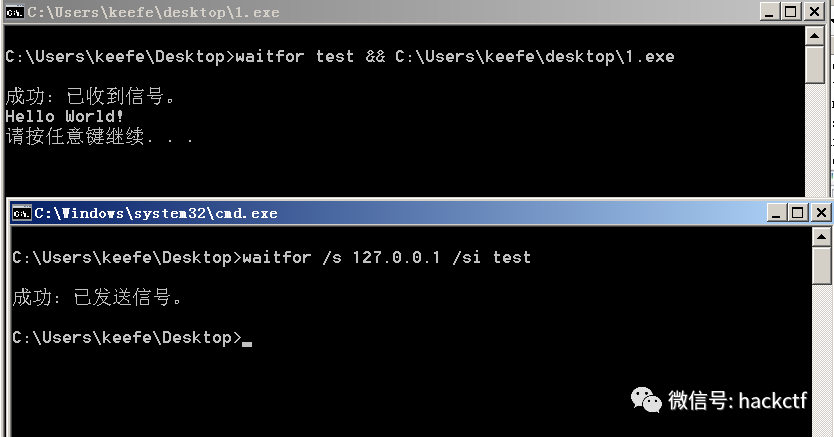 C:\Users\keefe\desktop\1.exe
C:\Users\keefe\Desktop>waitfor test && C:\Users\keefe\desktop\1.exe
成功: 已收到信号。
Hello World!
请按任意键继续. . .
C:\Windows\system32\cmd.exe
C:\Users\keefe\Desktop>waitfor /s 127.0.0.1 /si test
成功: 已发送信号。
C:\Users\keefe\Desktop>
微信号: hackctf